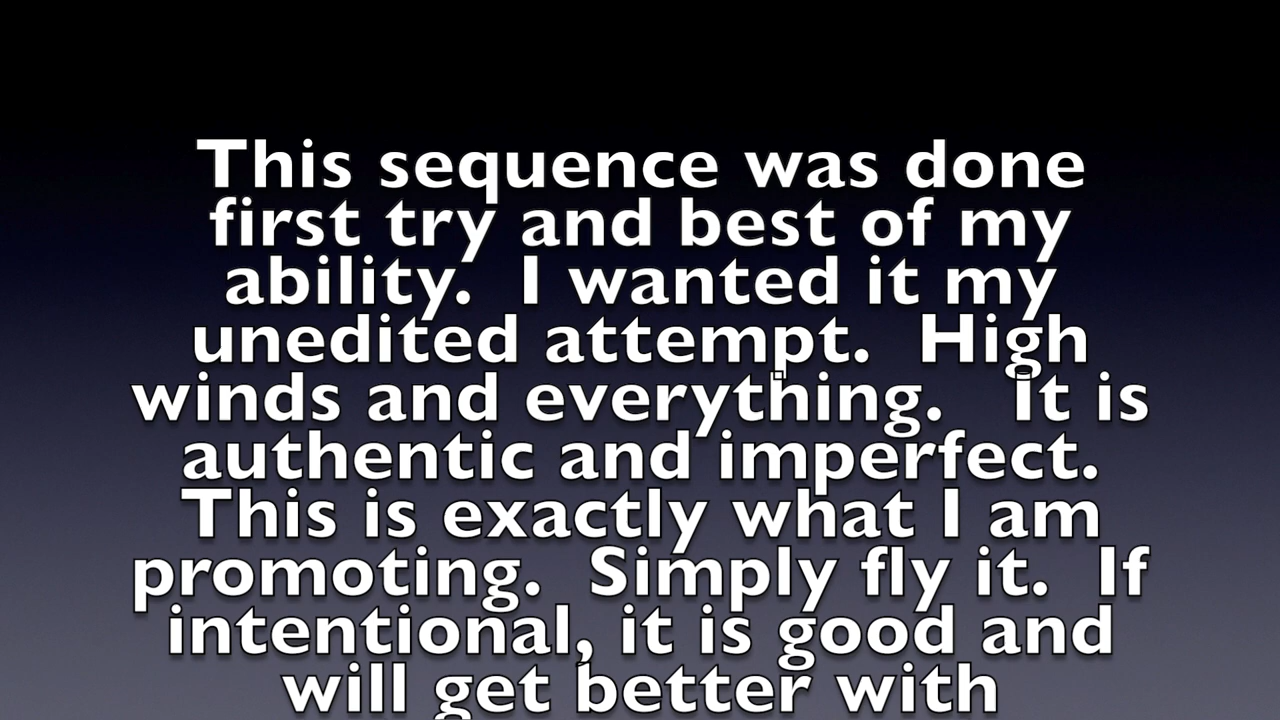 This sequence was done
first try and best of my
ability.  I wanted it my
unedited attempt.  High
winds and everything.   It is
authentic and imperfect.
This is exactly what I am
promoting.  Simply fly it.  If
intentional, it is good and
will get better with